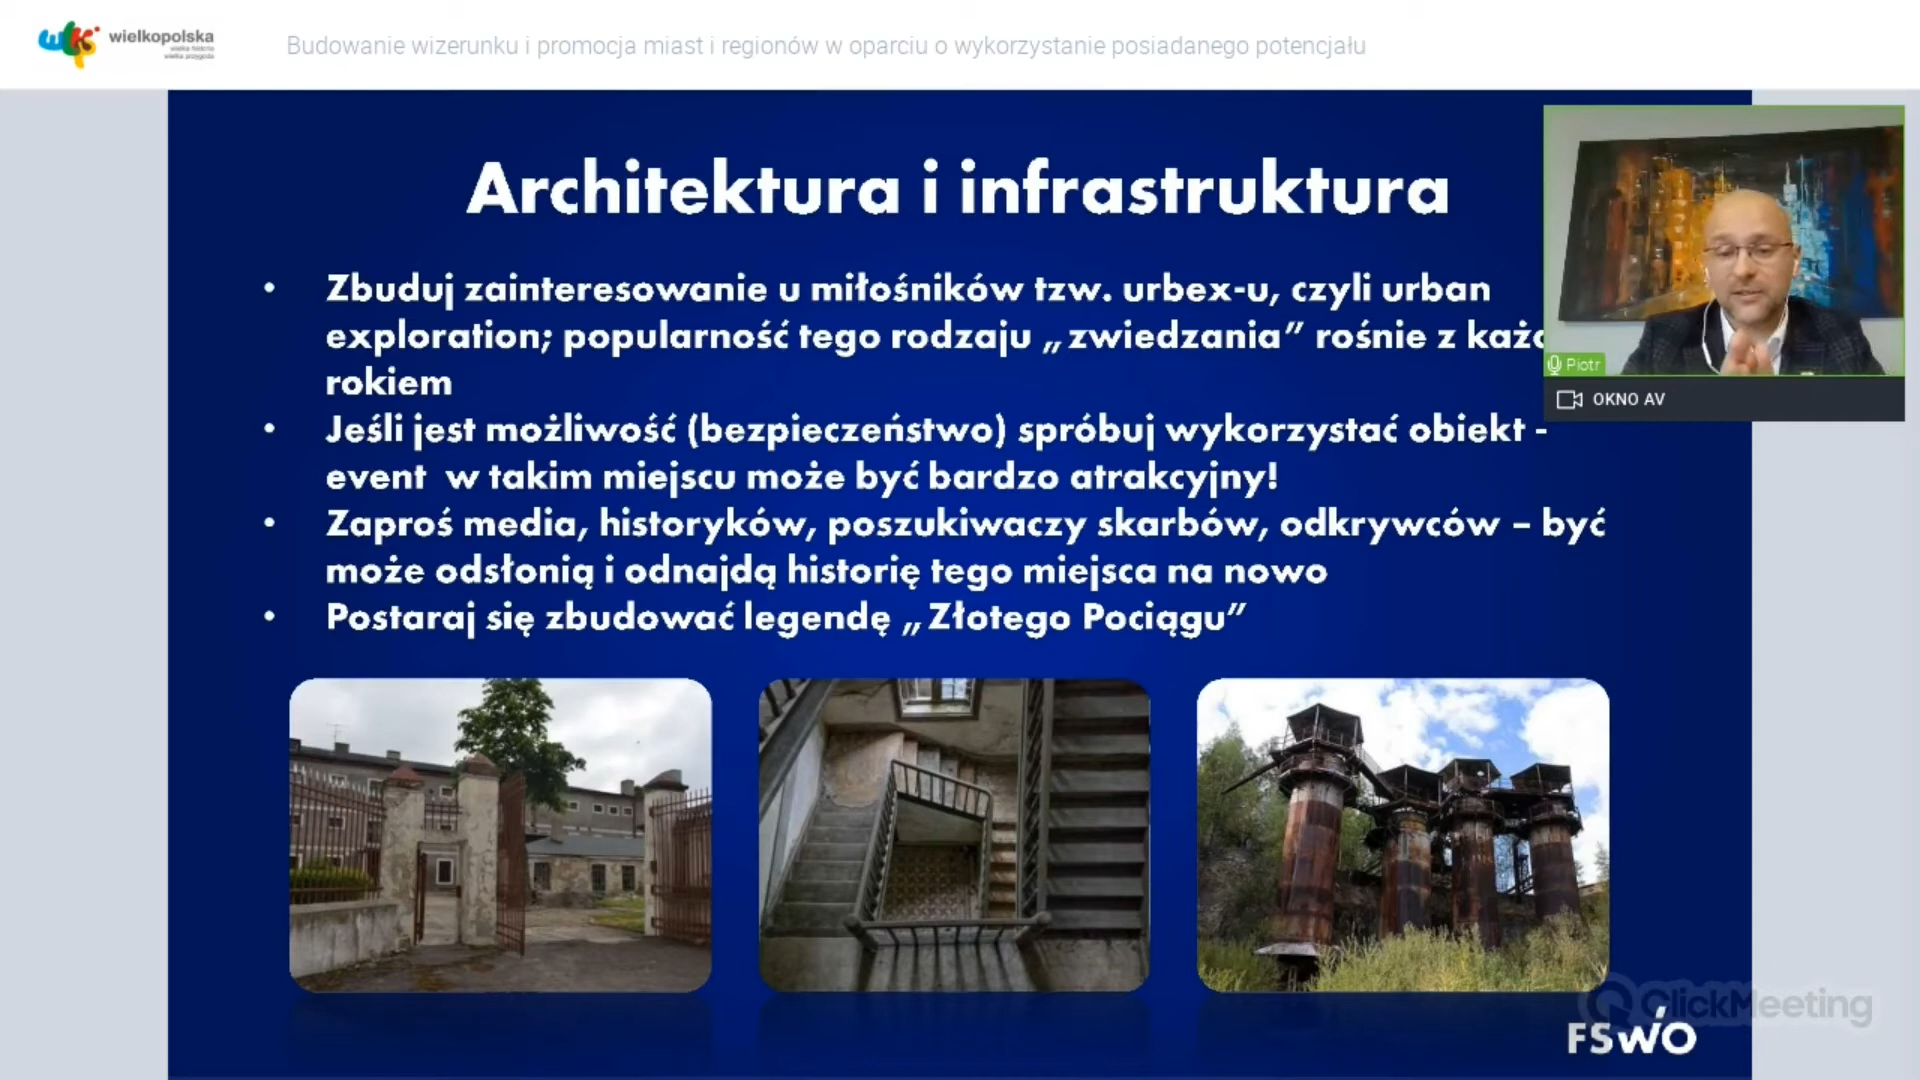 wielkopolska
wielka historia
wielka przygoda
Budowanie wizerunku i promocja miast i regionów w oparciu o wykorzystanie posiadanego potencjału
Architektura i infrastruktura
• Zbuduj zainteresowanie u miłośników tzw. urbex-u, czyli urban
exploration; popularność tego rodzaju „zwiedzania” rośnie z
rokiem
• Jeśli jest możliwość (bezpieczeństwo) spróbuj wykorzystać obiekt -
event w takim miejscu może być bardzo atrakcyjny!
• Zaproś media, historyków, poszukiwaczy skarbów, odkrywców – być
może odsłonią i odnajdą historię tego miejsca na nowo
• Postaraj się zbudować legendę „Złotego Pociągu”
Piotr
OKNO AV
ClickMeeting
FSWO